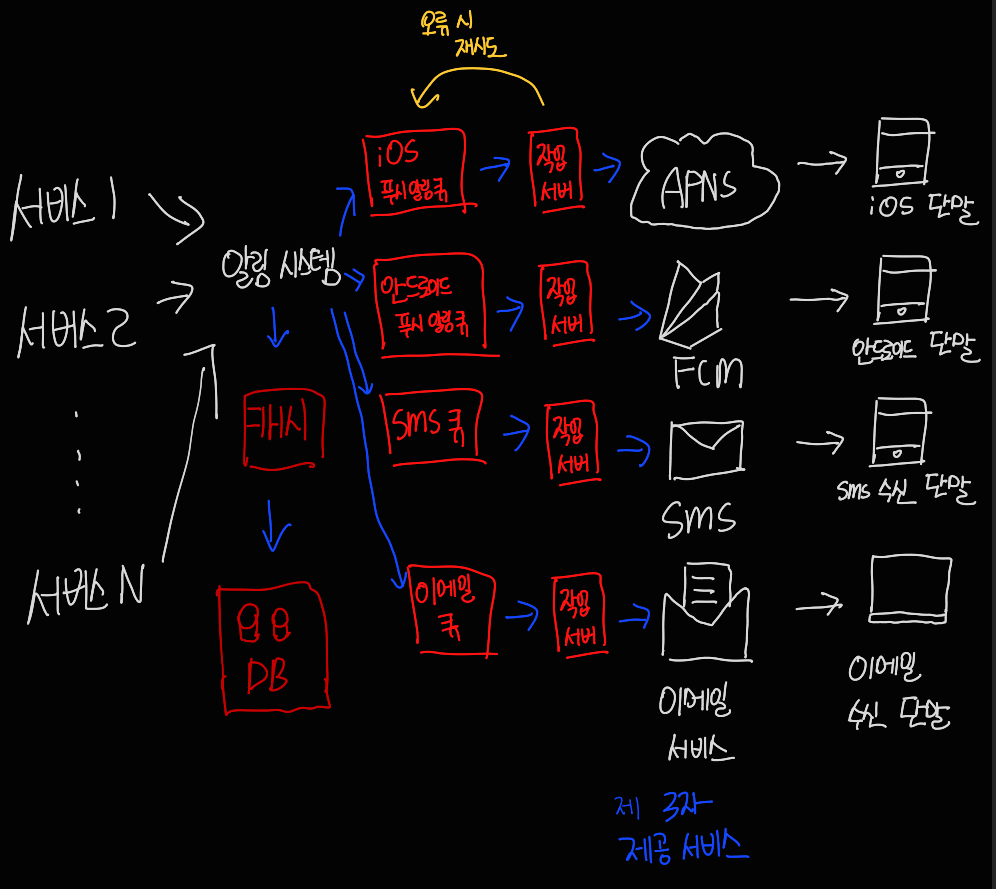 오류 시
재시도
서비스 1
서비스 2
서비스 N
알림 시스템
캐시
DB
iOS
푸시 알림 큐
작업
서버
APNS
iOS 단말
안드로이드
푸시 알림 큐
작업
서버
FCM
안드로이드 단말
SMS 큐
작업
서버
SMS
SMS 수신 단말
이메일
큐
작업
서버
이메일
서비스
이메일
수신 단말
제 3자
제공 서비스